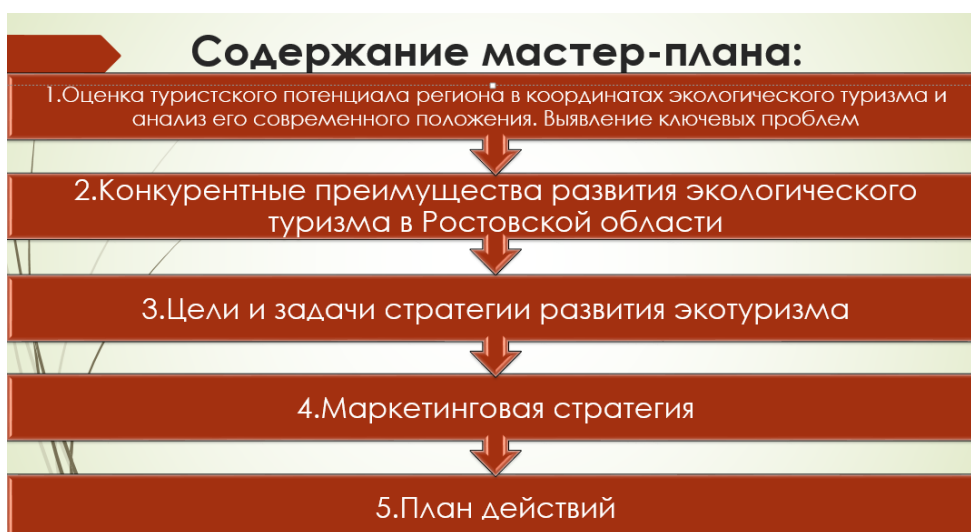 Содержание мастер-плана:
1.Оценка туристского потенциала региона в координатах экологического туризма и
анализ его современного положения. Выявление ключевых проблем
2.Конкурентные преимущества развития экологического
туризма в Ростовской области
3.Цели и задачи стратегии развития экотуризма
4.Маркетинговая стратегия
5.План действий